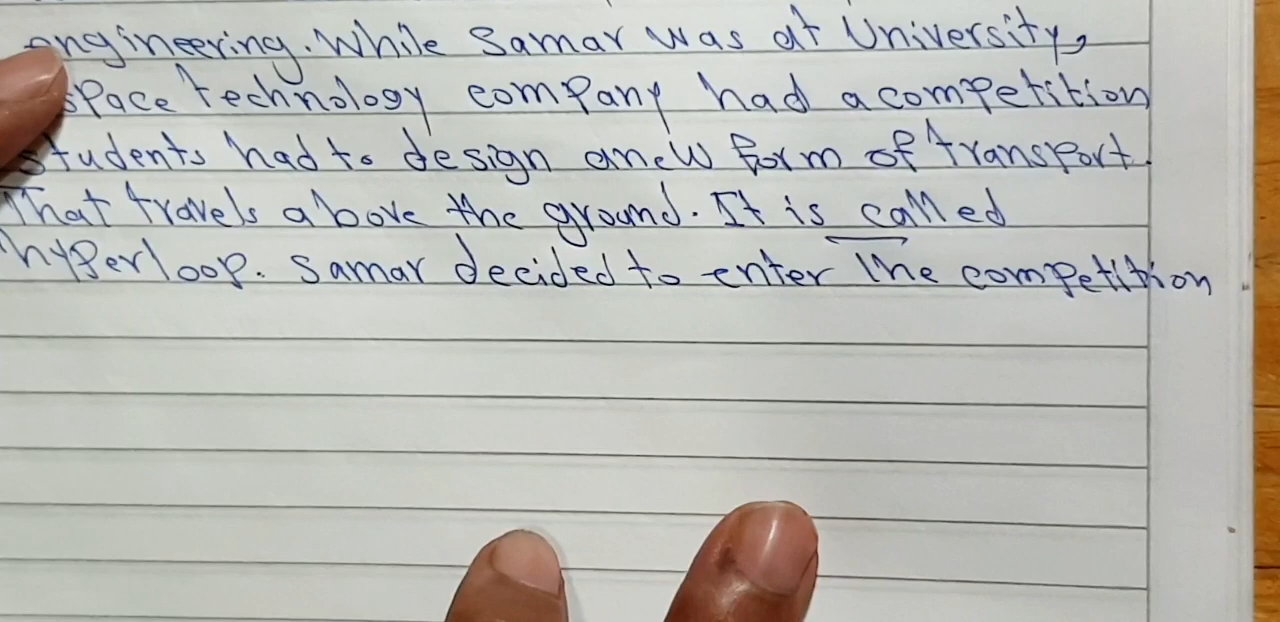 engineering. While Samar was at University,
space technology company had a competition
students had to design a new form of transport.
That travels above the ground. It is called
hyperloop. Samar decided to enter The competition